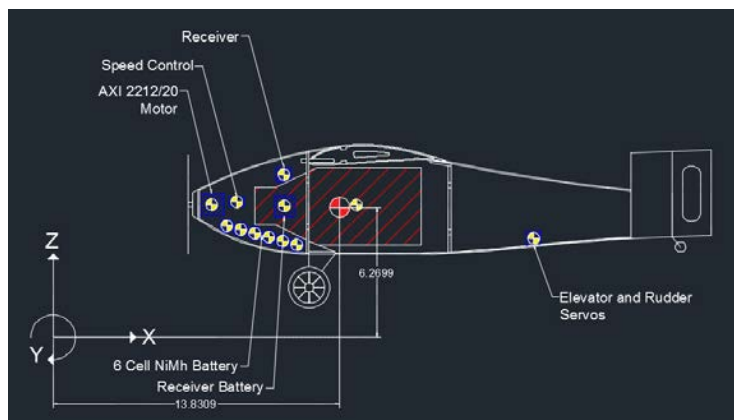 Receiver
Speed Control
AXI 2212/20
Motor
Z
6.2699
Elevator and Rudder
Servos
X
Y
6 Cell NiMh Battery
Receiver Battery
13.8309